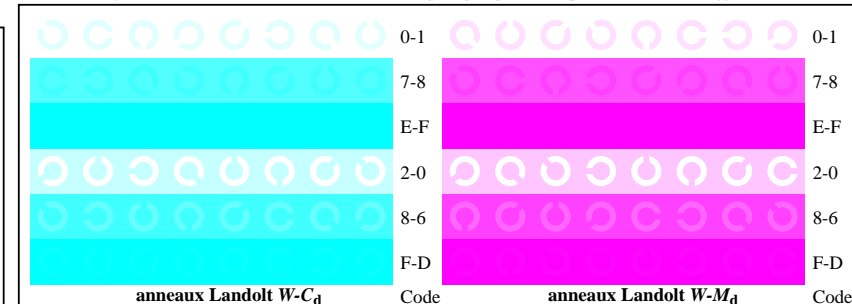 0-1 0-1
7-8 7-8
E-F E-F
2-0 2-0
8-6 8-6
F-D F-D
anneaux Landolt W-Cd Code anneaux Landolt W-Md Code